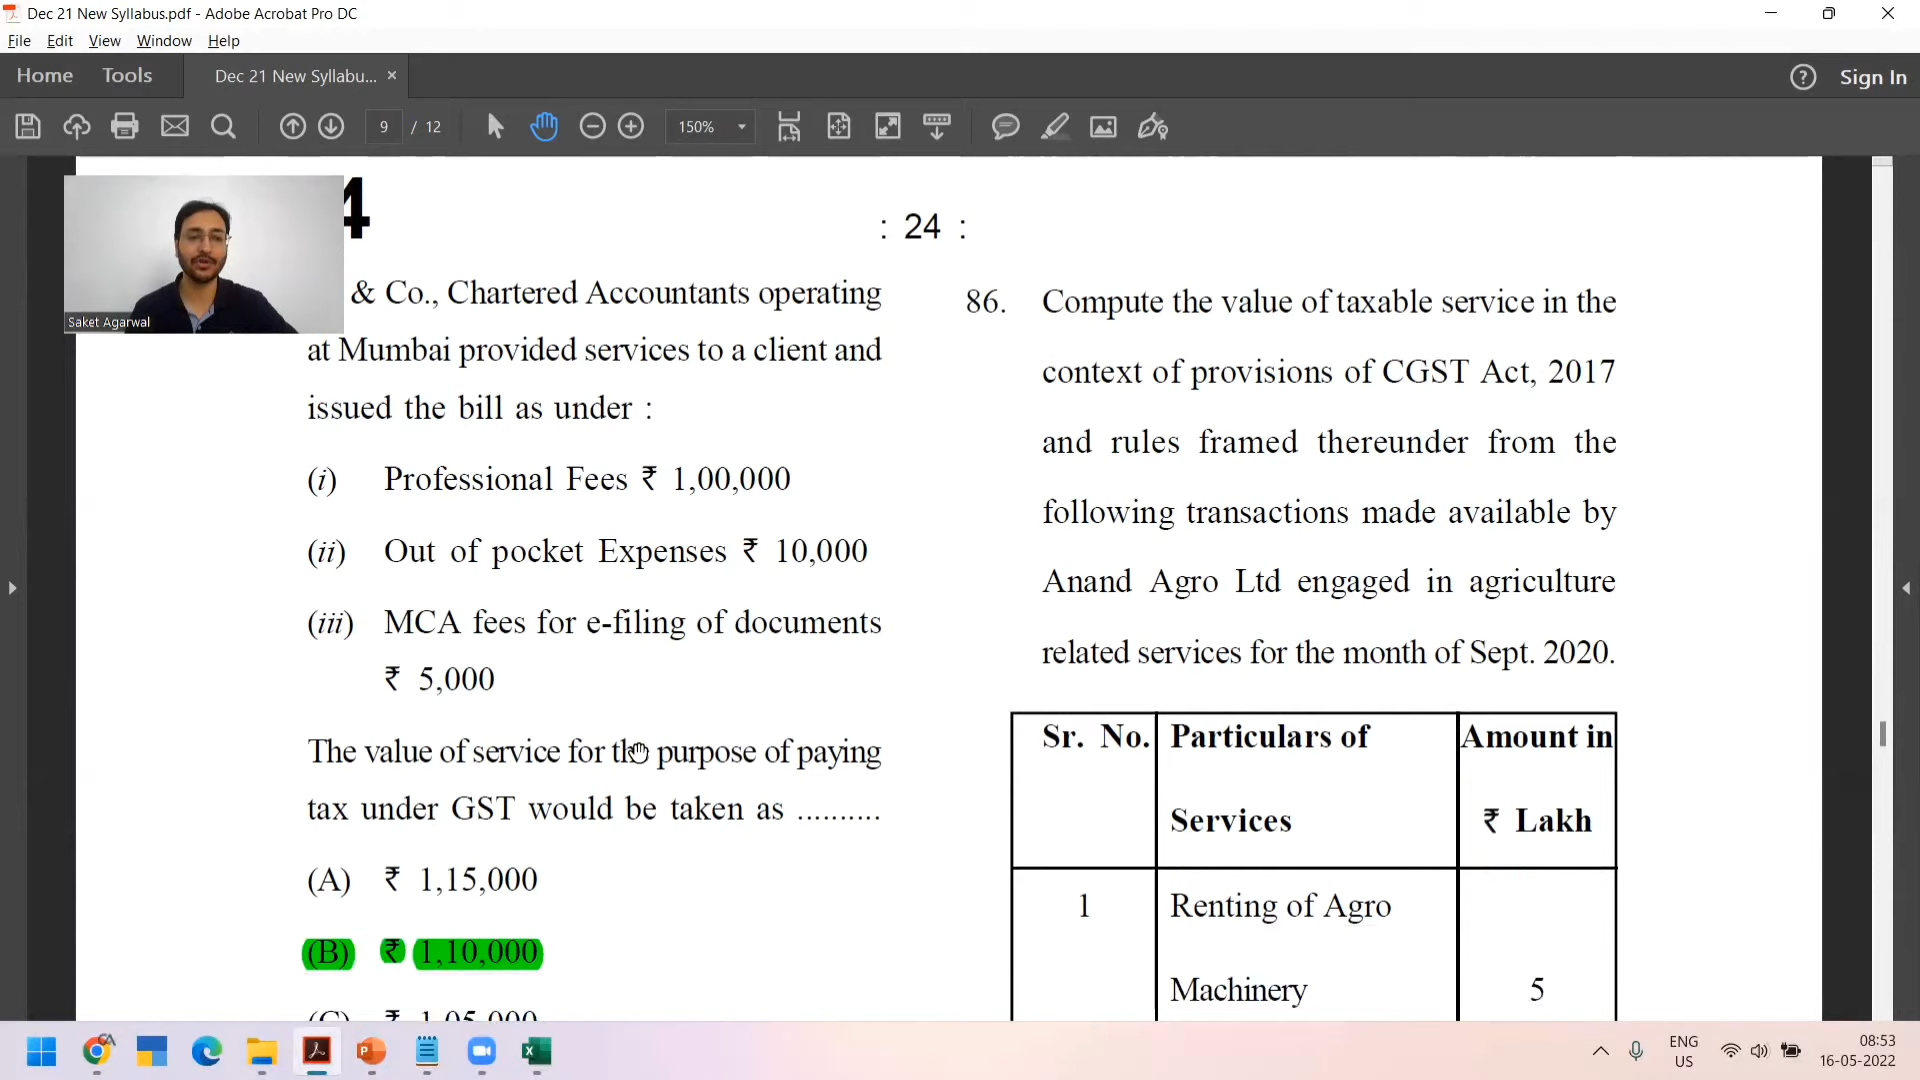 Dec 21 New Syllabus.pdf - Adobe Acrobat Pro DC
File Edit View Window Help
Home Tools Dec 21 New Syllabu... × ? Sign In
9 / 12 150%
4
: 24 :
Saket Agarwal
& Co., Chartered Accountants operating
at Mumbai provided services to a client and
issued the bill as under :
(i) Professional Fees ₹ 1,00,000
(ii) Out of pocket Expenses ₹ 10,000
(iii) MCA fees for e-filing of documents
₹ 5,000
The value of service for the purpose of paying
tax under GST would be taken as ..........
(A) ₹ 1,15,000
(B) ₹ 1,10,000
(C) ₹ 1,05,000
86. Compute the value of taxable service in the
context of provisions of CGST Act, 2017
and rules framed thereunder from the
following transactions made available by
Anand Agro Ltd engaged in agriculture
related services for the month of Sept. 2020.
Sr. No. Particulars of Amount in
Services ₹ Lakh
1 Renting of Agro
Machinery 5
ENG
US
08:53
16-05-2022